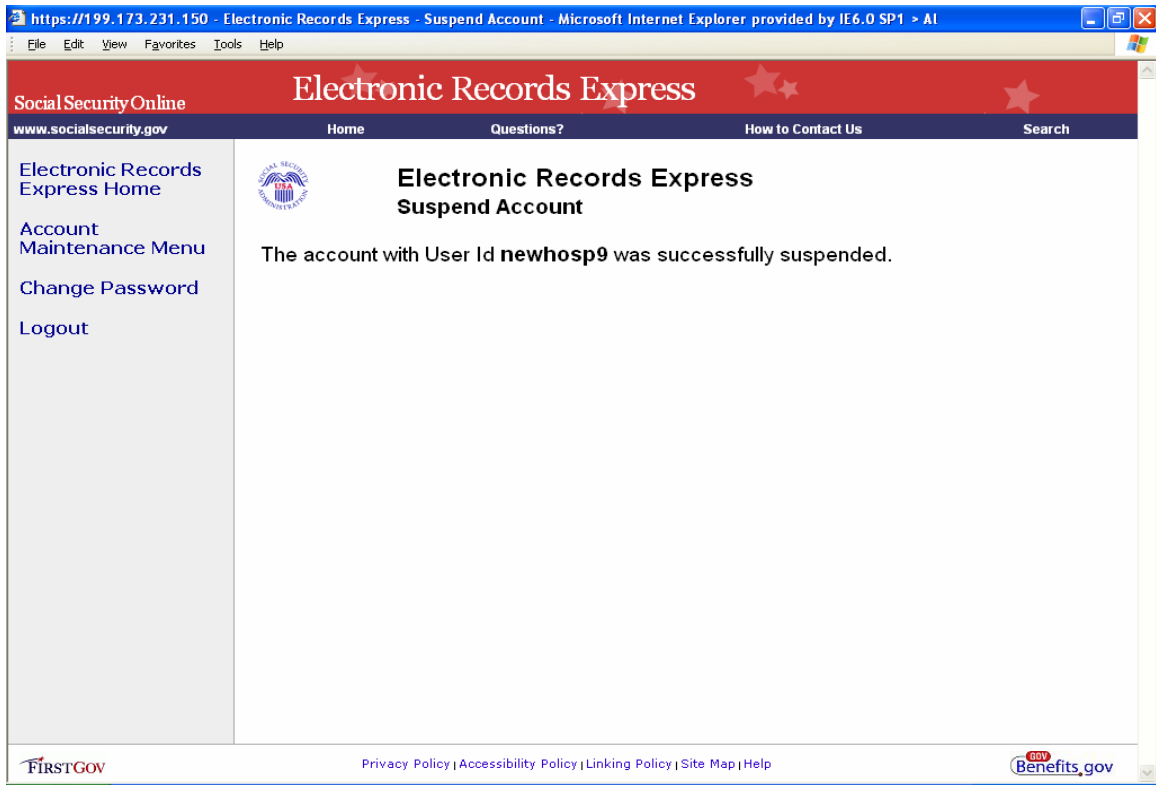 https://199.173.231.150 - Electronic Records Express - Suspend Account - Microsoft Internet Explorer provided by IE6.0 SP1 > AI
File Edit View Favorites Tools Help
Social Security Online
Electronic Records Express
www.socialsecurity.gov
Home Questions? How to Contact Us Search
Electronic Records
Express Home
Account
Maintenance Menu
Change Password
Logout
SOCIAL SECURITY ADMINISTRATION
USA
Electronic Records Express
Suspend Account
The account with User Id newhosp9 was successfully suspended.
FIRSTGOV
Privacy Policy | Accessibility Policy | Linking Policy | Site Map | Help
GOV
Benefits.gov